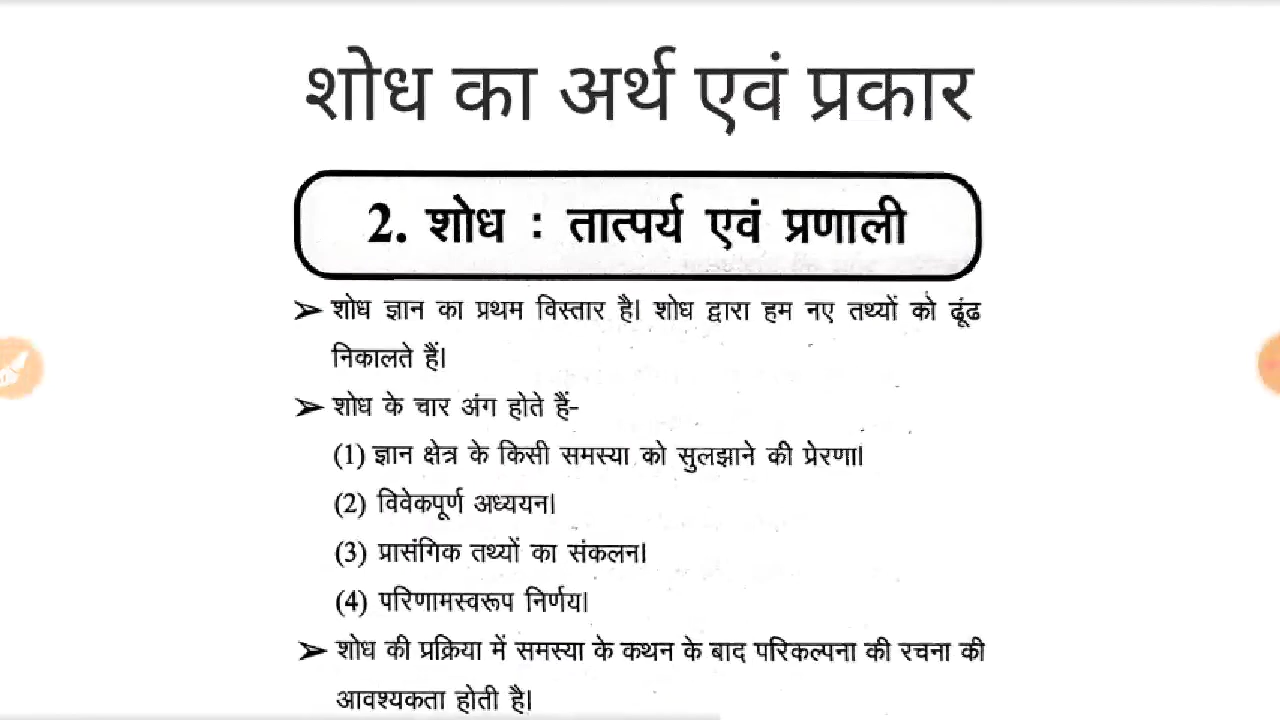 शोध का अर्थ एवं प्रकार
2. शोध : तात्पर्य एवं प्रणाली
➢ शोध ज्ञान का प्रथम विस्तार है। शोध द्वारा हम नए तथ्यों को ढूंढ
निकालते हैं।
➢ शोध के चार अंग होते हैं-
(1) ज्ञान क्षेत्र के किसी समस्या को सुलझाने की प्रेरणा।
(2) विवेकपूर्ण अध्ययन।
(3) प्रासंगिक तथ्यों का संकलन।
(4) परिणामस्वरूप निर्णय।
➢ शोध की प्रक्रिया में समस्या के कथन के बाद परिकल्पना की रचना की
आवश्यकता होती है।